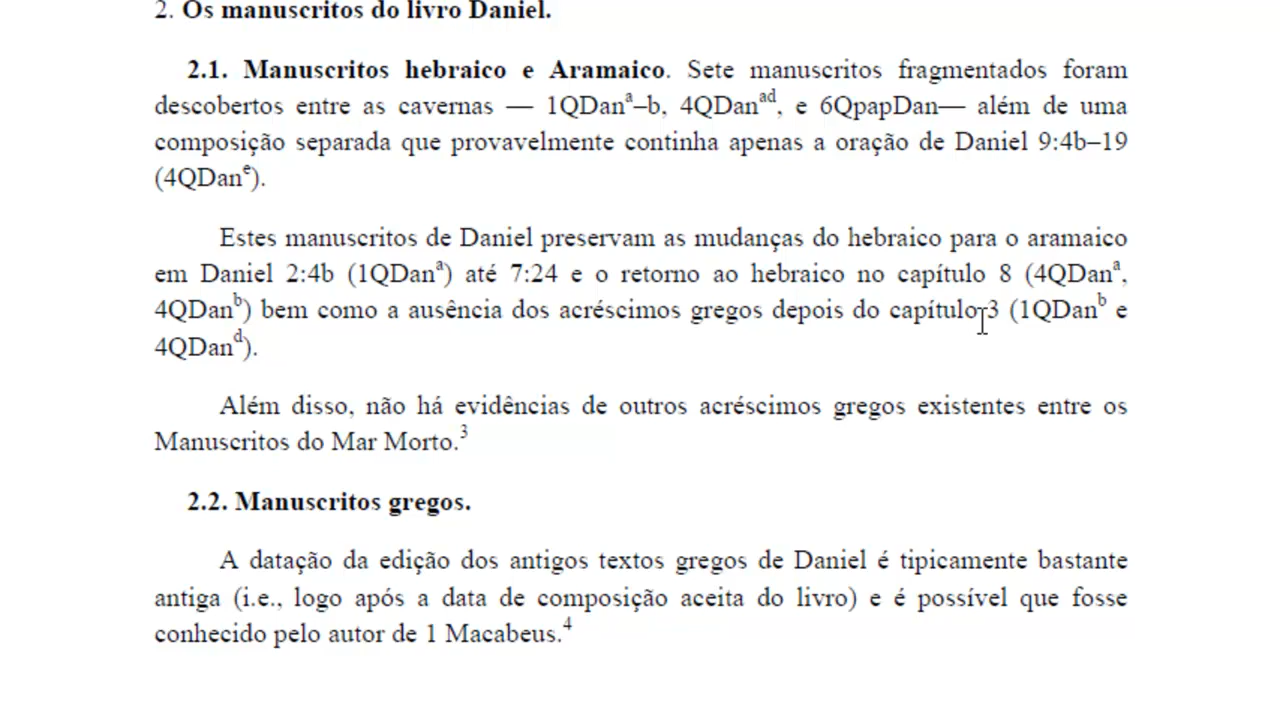 2. Os manuscritos do livro Daniel.
2.1. Manuscritos hebraico e Aramaico. Sete manuscritos fragmentados foram
descobertos entre as cavernas — 1QDanª–b, 4QDanᵃᵈ, e 6QpapDan— além de uma
composição separada que provavelmente continha apenas a oração de Daniel 9:4b–19
(4QDanᵉ).
Estes manuscritos de Daniel preservam as mudanças do hebraico para o aramaico
em Daniel 2:4b (1QDanᵃ) até 7:24 e o retorno ao hebraico no capítulo 8 (4QDanᵃ,
4QDanᵇ) bem como a ausência dos acréscimos gregos depois do capítulo 3 (1QDanᵇ e
4QDanᵈ).
Além disso, não há evidências de outros acréscimos gregos existentes entre os
Manuscritos do Mar Morto.³
2.2. Manuscritos gregos.
A datação da edição dos antigos textos gregos de Daniel é tipicamente bastante
antiga (i.e., logo após a data de composição aceita do livro) e é possível que fosse
conhecido pelo autor de 1 Macabeus.⁴